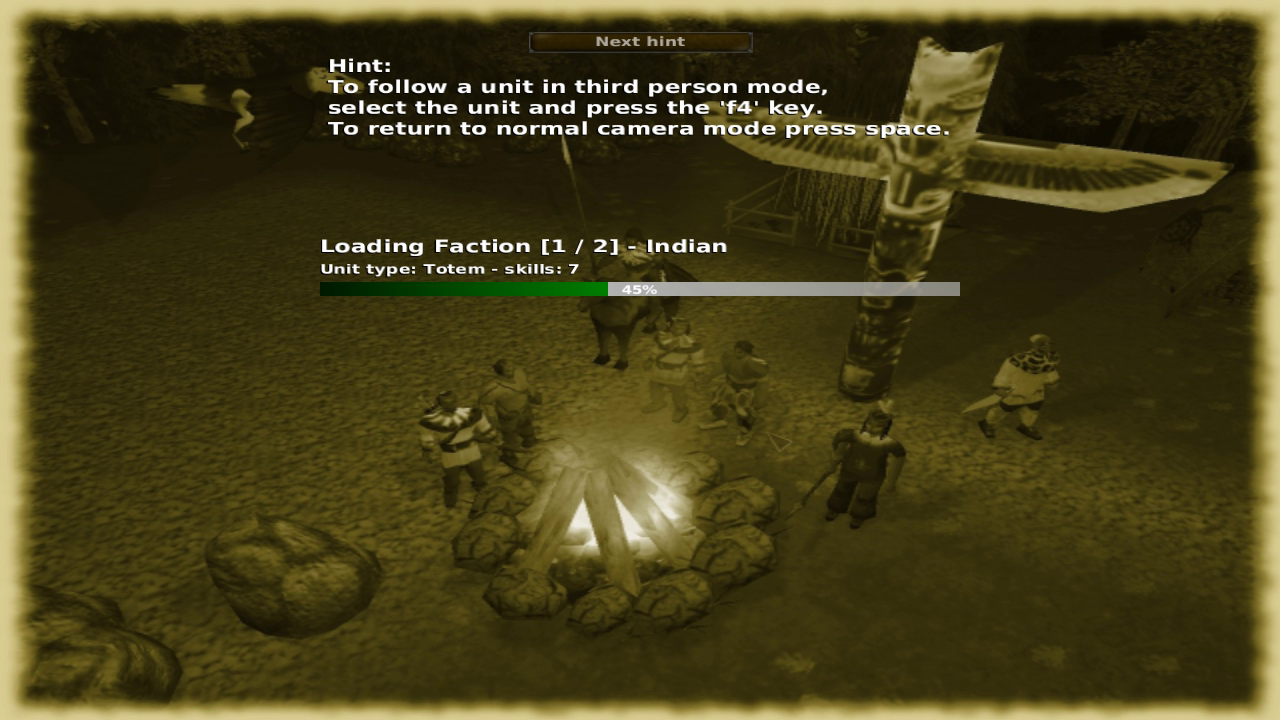 Next hint
Hint:
To follow a unit in third person mode,
select the unit and press the 'f4' key.
To return to normal camera mode press space.
Loading Faction [1 / 2] - Indian
Unit type: Totem - skills: 7
45%